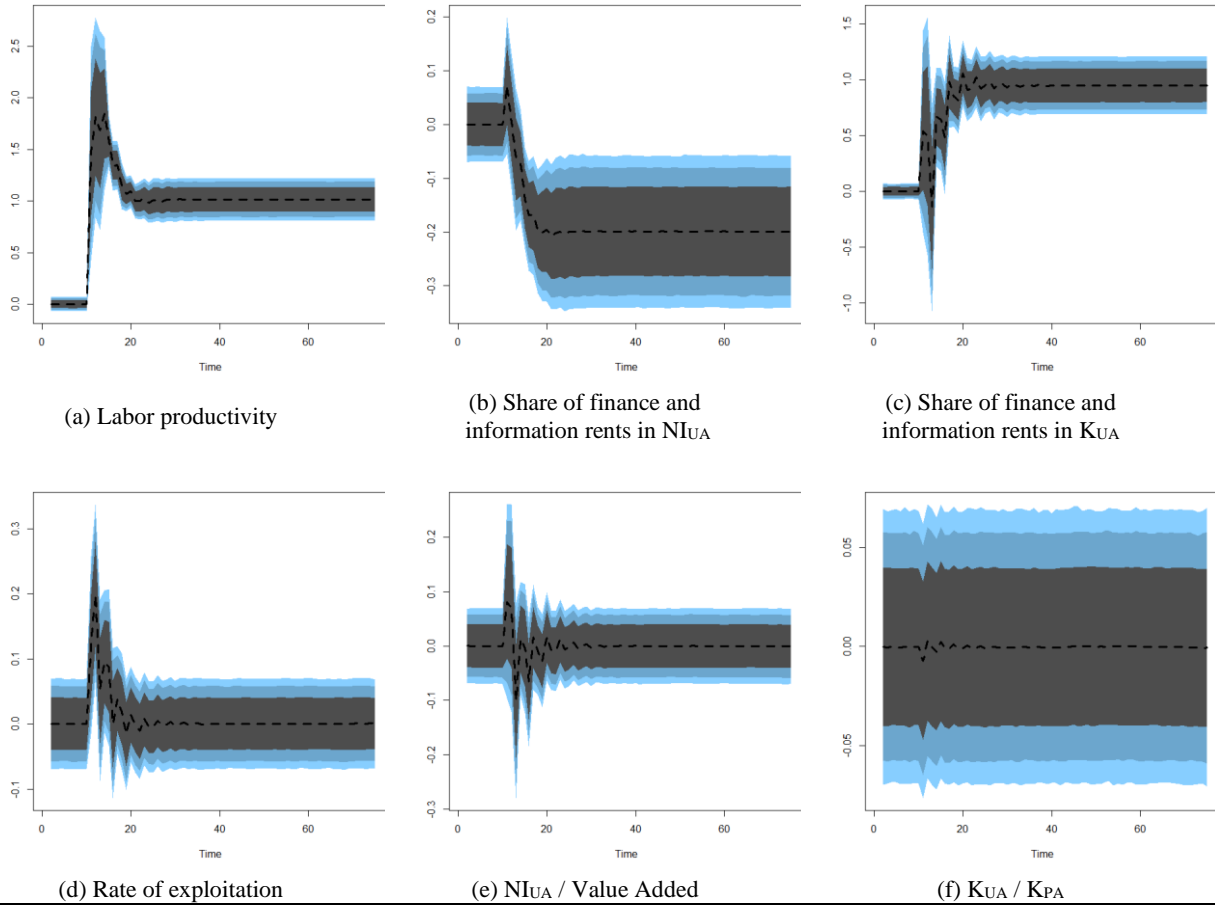 2.5
2.0
1.5
1.0
0.5
0.0
0 20 40 60
Time
(a) Labor productivity
0.2
0.1
0.0
-0.1
-0.2
-0.3
0 20 40 60
Time
(b) Share of finance and
information rents in NIUA
1.5
1.0
0.5
0.0
-0.5
-1.0
0 20 40 60
Time
(c) Share of finance and
information rents in KUA
0.3
0.2
0.1
0.0
-0.1
0 20 40 60
Time
(d) Rate of exploitation
0.2
0.1
0.0
-0.1
-0.2
-0.3
0 20 40 60
Time
(e) NIUA / Value Added
0.05
0.00
-0.05
0 20 40 60
Time
(f) KUA / KPA